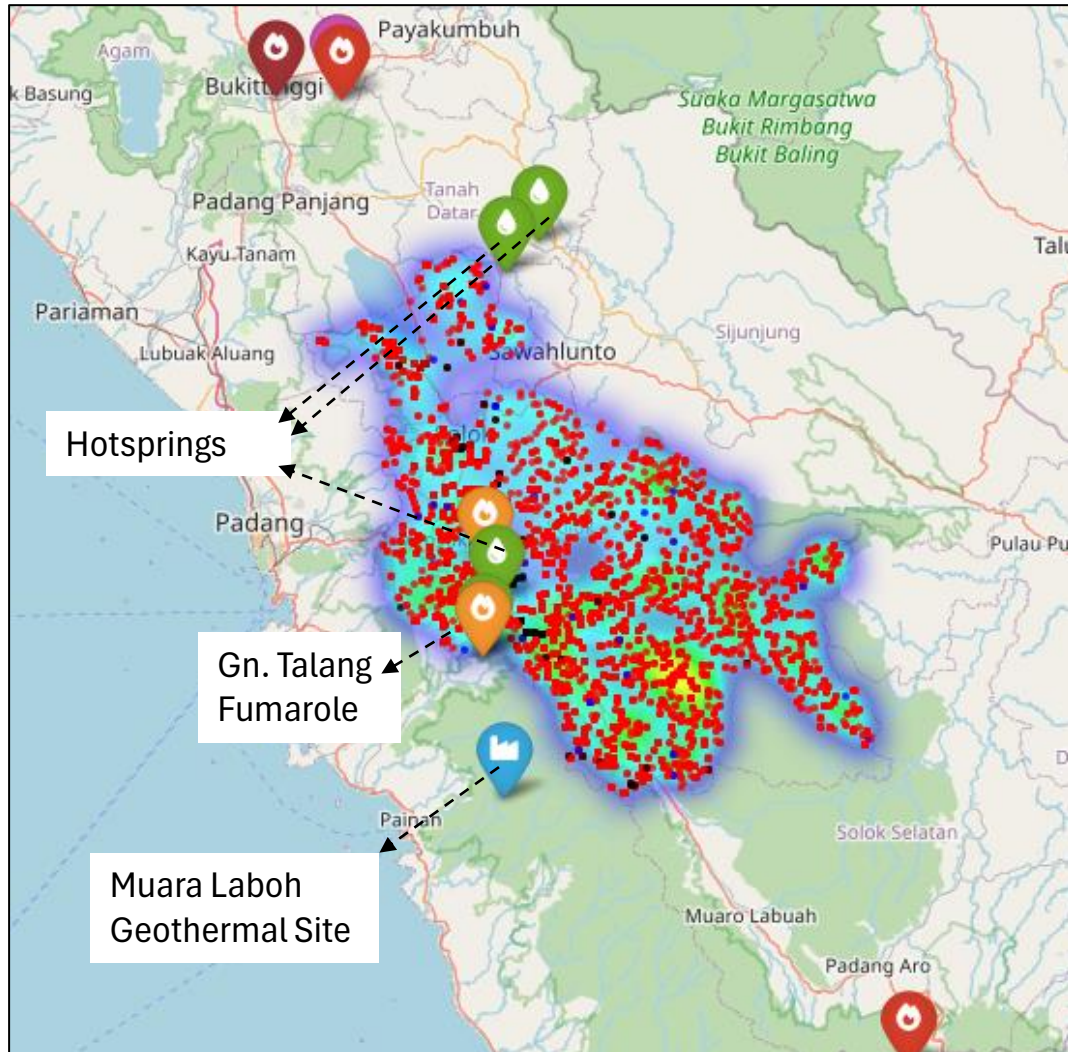 Payakumbuh
Agam
Bukittinggi
k Basung
Suaka Margasatwa
Bukit Rimbang
Bukit Baling
Tanah
Datar
Padang Panjang
Kayu Tanam
Talu
Pariaman
Sijunjung
Lubuak Aluang
Sawahlunto
Hotsprings
Padang
Pulau Pu
Gn. Talang
Fumarole
Painan
Solok Selatan
Muara Laboh
Geothermal Site
Muaro Labuah
Padang Aro